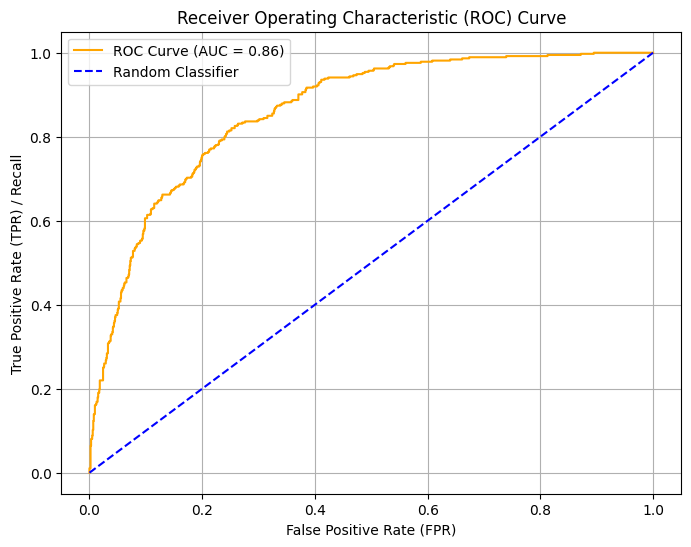 Receiver Operating Characteristic (ROC) Curve
ROC Curve (AUC = 0.86)
Random Classifier
True Positive Rate (TPR) / Recall
1.0
0.8
0.6
0.4
0.2
0.0
0.0 0.2 0.4 0.6 0.8 1.0
False Positive Rate (FPR)